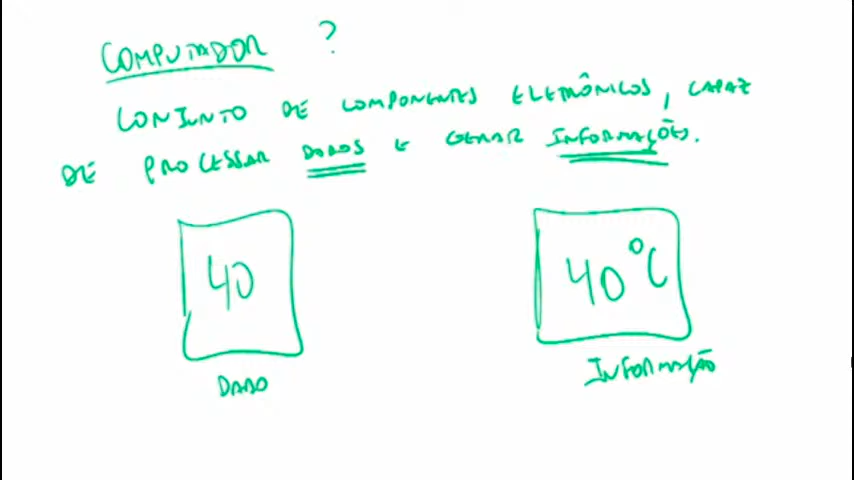 COMPUTADOR ?
CONJUNTO DE COMPONENTES ELETRÔNICOS, CAPAZ
DE PROCESSAR DADOS E GERAR INFORMAÇÕES.
40 40°C
DADO INFORMAÇÃO